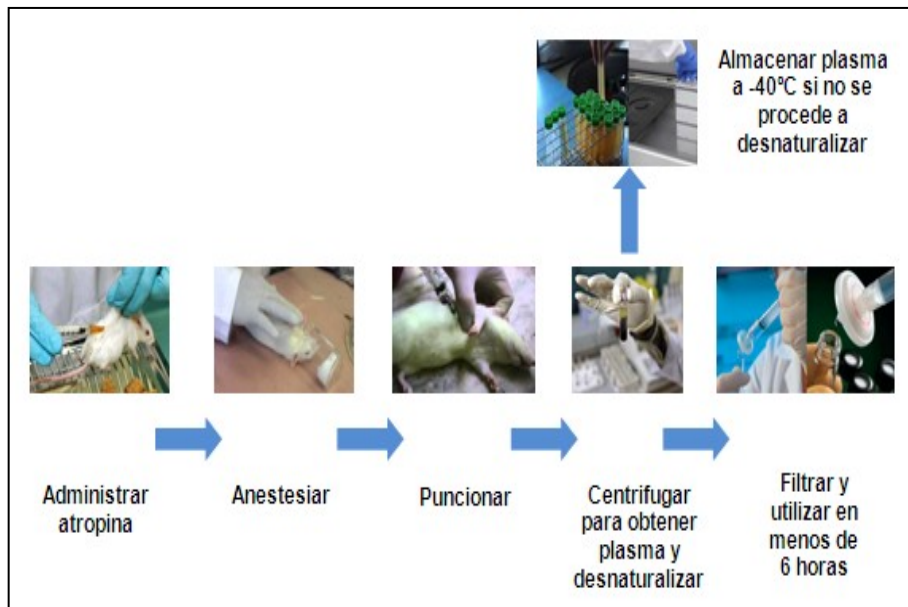 Almacenar plasma
a -40ºC si no se
procede a
desnaturalizar
Administrar
atropina
Anestesiar
Puncionar
Centrifugar
para obtener
plasma y
desnaturalizar
Filtrar y
utilizar en
menos de
6 horas